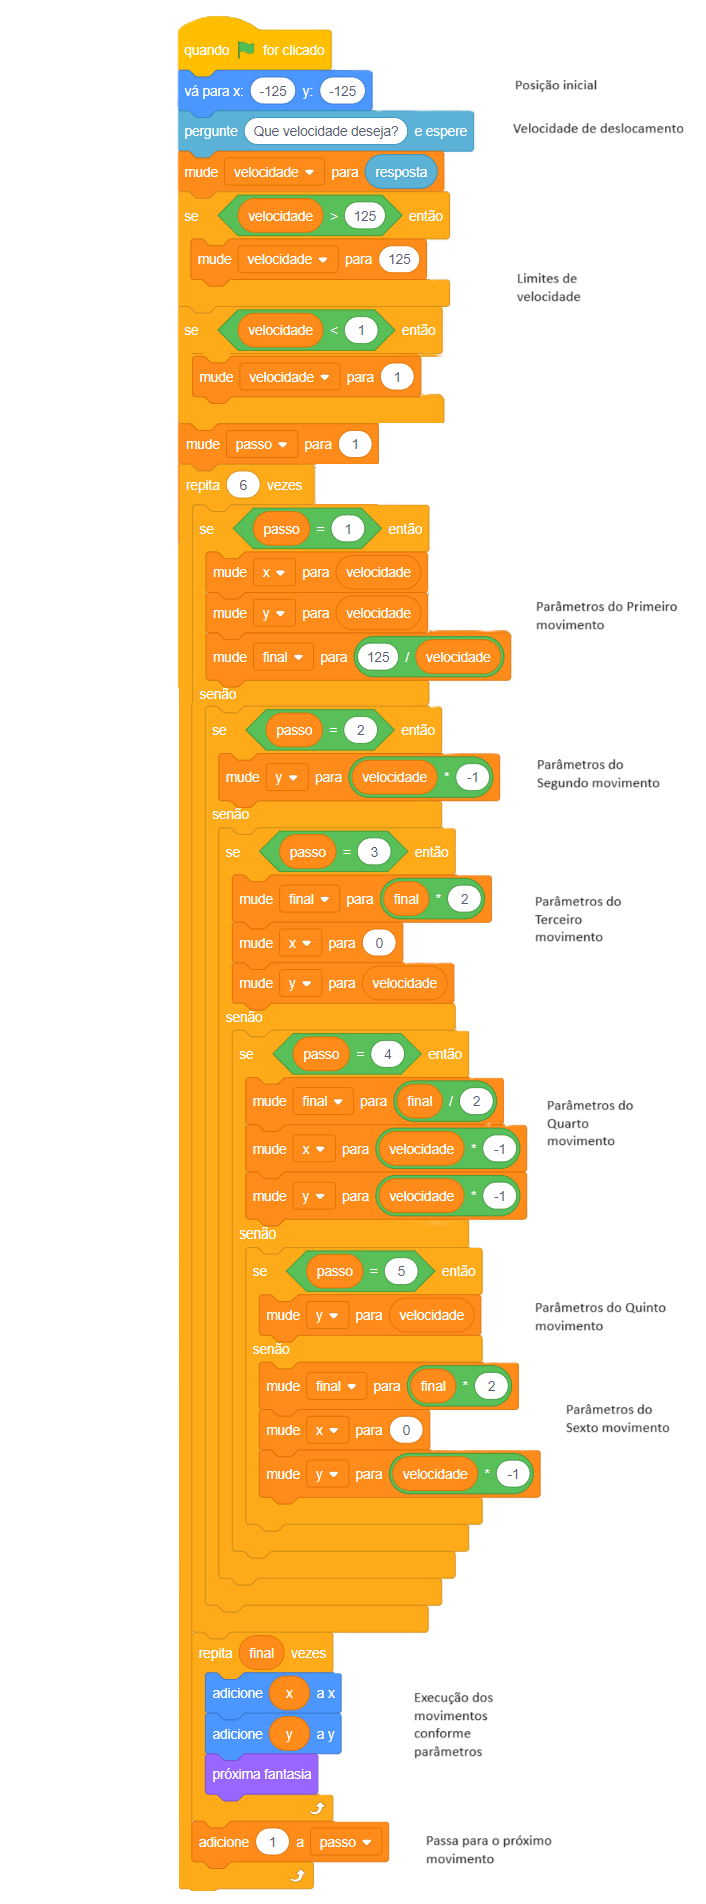 quando for clicado
vá para x: -125 y: -125
Posição inicial
pergunte Que velocidade deseja? e espere
Velocidade de deslocamento
mude velocidade para resposta
se velocidade > 125 então
mude velocidade para 125
Limites de
velocidade
se velocidade < 1 então
mude velocidade para 1
mude passo para 1
repita 6 vezes
se passo = 1 então
mude x para velocidade
mude y para velocidade
mude final para 125 / velocidade
Parâmetros do Primeiro
movimento
senão
se passo = 2 então
mude y para velocidade * -1
Parâmetros do
Segundo movimento
senão
se passo = 3 então
mude final para final * 2
mude x para 0
mude y para velocidade
Parâmetros do
Terceiro
movimento
senão
se passo = 4 então
mude final para final / 2
mude x para velocidade * -1
mude y para velocidade * -1
Parâmetros do
Quarto
movimento
senão
se passo = 5 então
mude y para velocidade
Parâmetros do Quinto
movimento
senão
mude final para final * 2
mude x para 0
mude y para velocidade * -1
Parâmetros do
Sexto movimento
repita final vezes
adicione x a x
adicione y a y
próxima fantasia
Execução dos
movimentos
conforme
parâmetros
adicione 1 a passo
Passa para o próximo
movimento